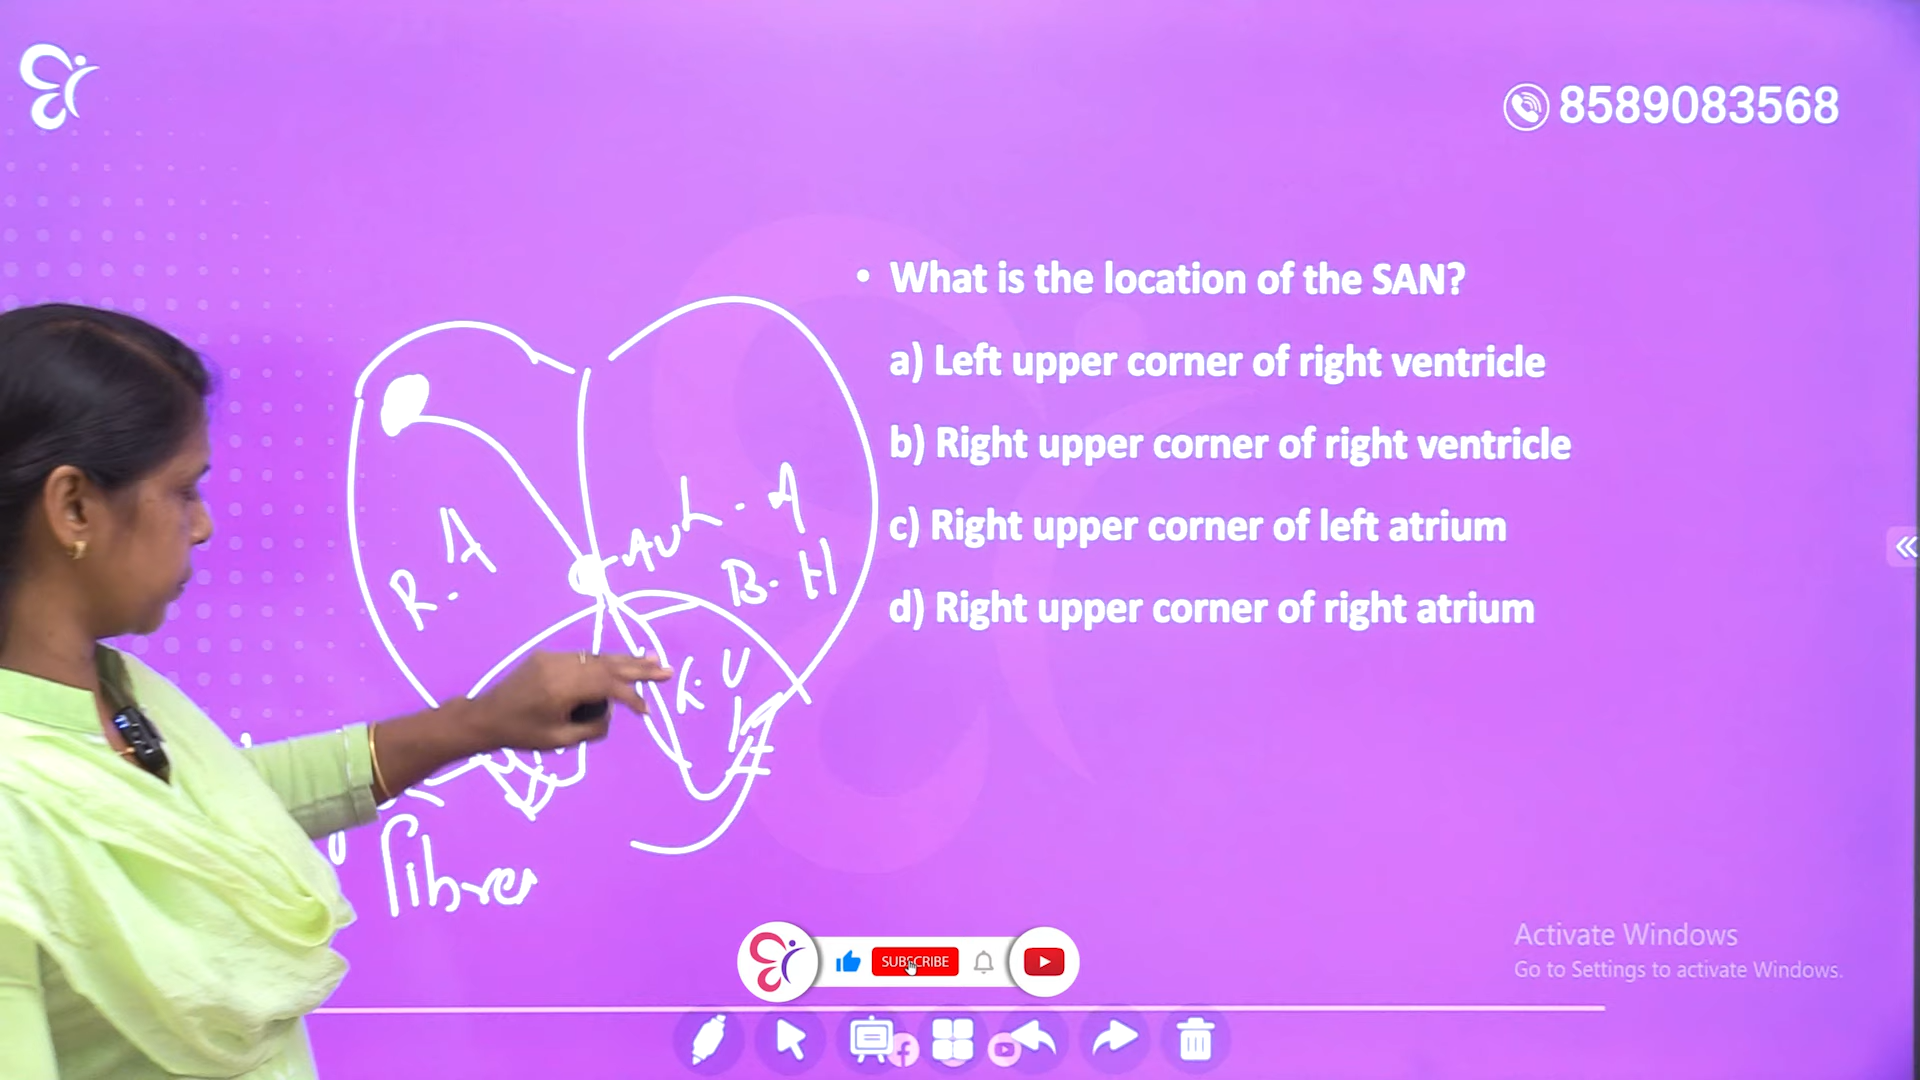 8589083568
• What is the location of the SAN?
a) Left upper corner of right ventricle
b) Right upper corner of right ventricle
c) Right upper corner of left atrium
d) Right upper corner of right atrium
L.A
R.A
B.H
fibres
SUBSCRIBE
Activate Windows
Go to Settings to activate Windows.